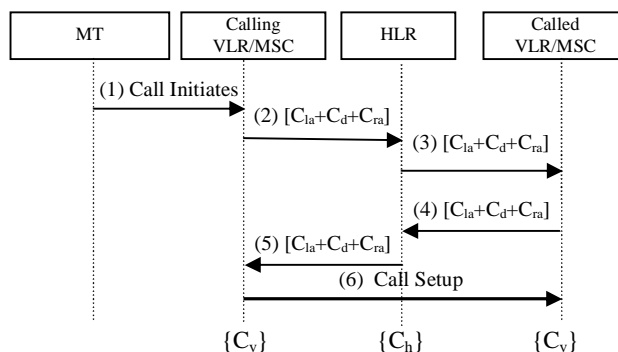 MT
Calling
VLR/MSC
HLR
Called
VLR/MSC
(1) Call Initiates
(2) [Cla+Cd+Cra]
(3) [Cla+Cd+Cra]
(4) [Cla+Cd+Cra]
(5) [Cla+Cd+Cra]
(6) Call Setup
{Cv}
{Ch}
{Cv}